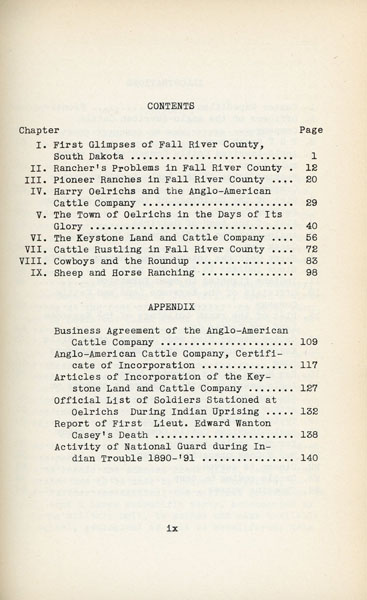 CONTENTS
Chapter Page
I. First Glimpses of Fall River County,
South Dakota ........................... 1
II. Rancher's Problems in Fall River County . 12
III. Pioneer Ranches in Fall River County .... 20
IV. Harry Oelrichs and the Anglo-American
Cattle Company ......................... 29
V. The Town of Oelrichs in the Days of Its
Glory .................................. 40
VI. The Keystone Land and Cattle Company .... 56
VII. Cattle Rustling in Fall River County .... 72
VIII. Cowboys and the Roundup ................. 83
IX. Sheep and Horse Ranching ................ 98
APPENDIX
Business Agreement of the Anglo-American
Cattle Company ...................... 109
Anglo-American Cattle Company, Certifi-
cate of Incorporation ............... 117
Articles of Incorporation of the Key-
stone Land and Cattle Company ........ 127
Official List of Soldiers Stationed at
Oelrichs During Indian Uprising ..... 132
Report of First Lieut. Edward Wanton
Casey's Death ....................... 138
Activity of National Guard during In-
dian Trouble 1890-'91 ............... 140
ix